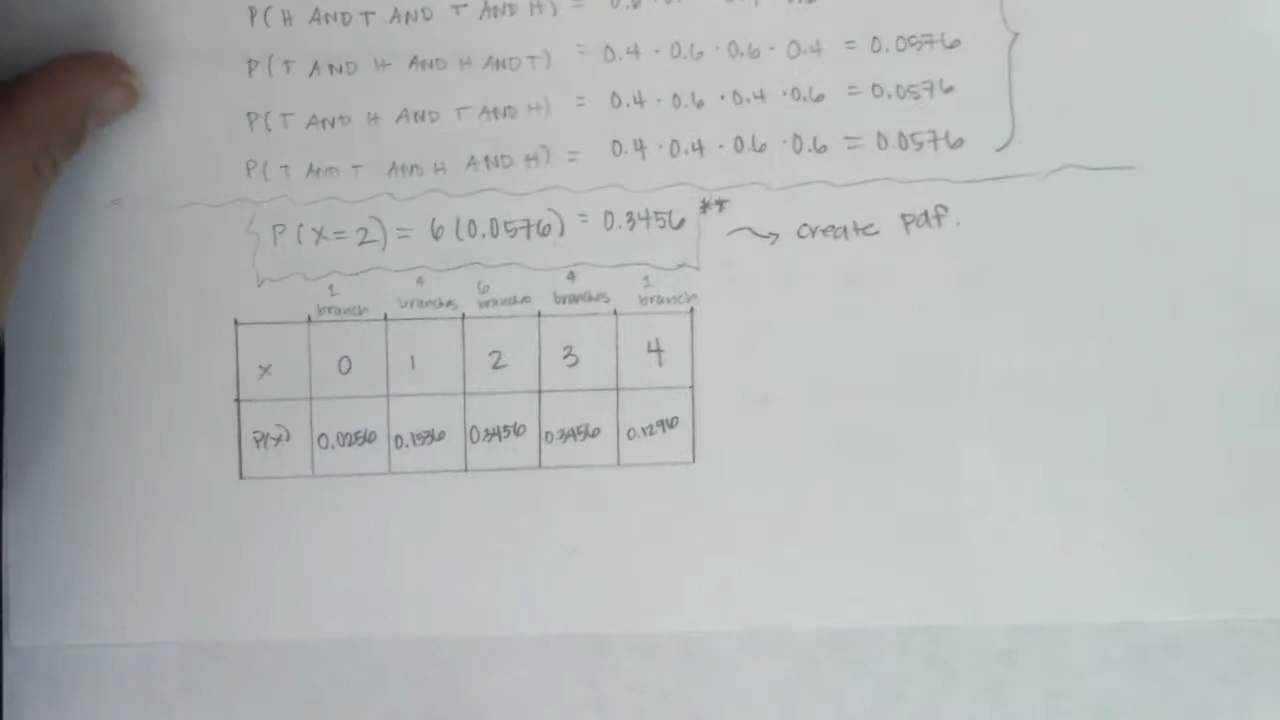 P(H AND T AND T AND H) =
P(T AND H AND H AND T) = 0.4 · 0.6 · 0.6 · 0.4 = 0.0576
P(T AND H AND T AND H) = 0.4 · 0.6 · 0.4 · 0.6 = 0.0576
P(T AND T AND H AND H) = 0.4 · 0.4 · 0.6 · 0.6 = 0.0576
P(X=2) = 6(0.0576) = 0.3456 ** create pdf.
1 4 6 4 1
branch branches branches branches branch
x 0 1 2 3 4
P(x) 0.0256 0.1536 0.3456 0.3456 0.1296